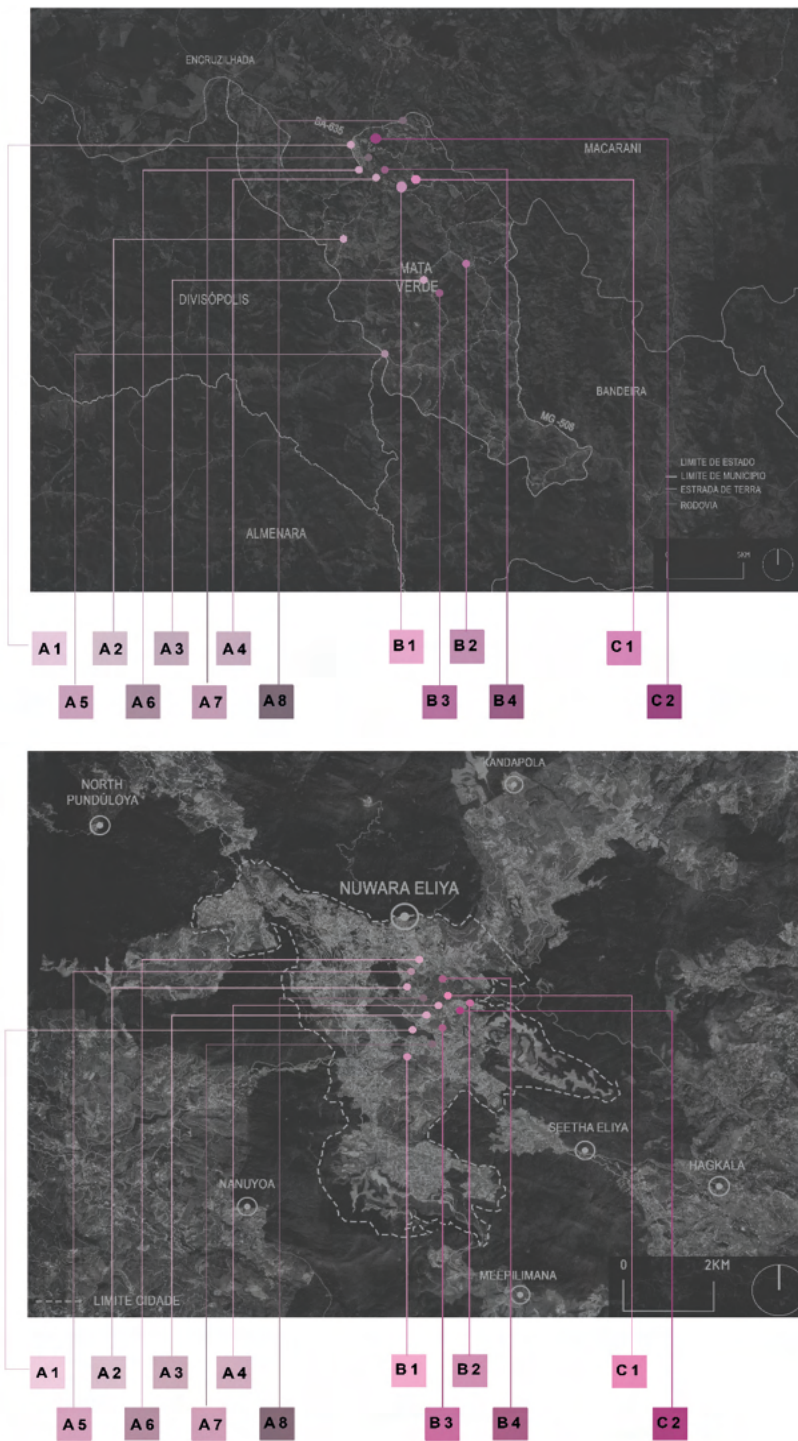 ENCRUZILHADA
BA-635
MACARANI
MATA
VERDE
DIVISÓPOLIS
BANDEIRA
MG -508
LIMITE DE ESTADO
LIMITE DE MUNICIPIO
ESTRADA DE TERRA
RODOVIA
ALMENARA
5KM
A 1
A 2
A 3
A 4
B 1
B 2
C 1
A 5
A 6
A 7
A 8
B 3
B 4
C 2
KANDAPOLA
NORTH
PUNDULOYA
NUWARA ELIYA
SEETHA ELIYA
HAGKALA
NANUYOA
0 2KM
MEEPILIMANA
LIMITE CIDADE
A 1
A 2
A 3
A 4
B 1
B 2
C 1
A 5
A 6
A 7
A 8
B 3
B 4
C 2